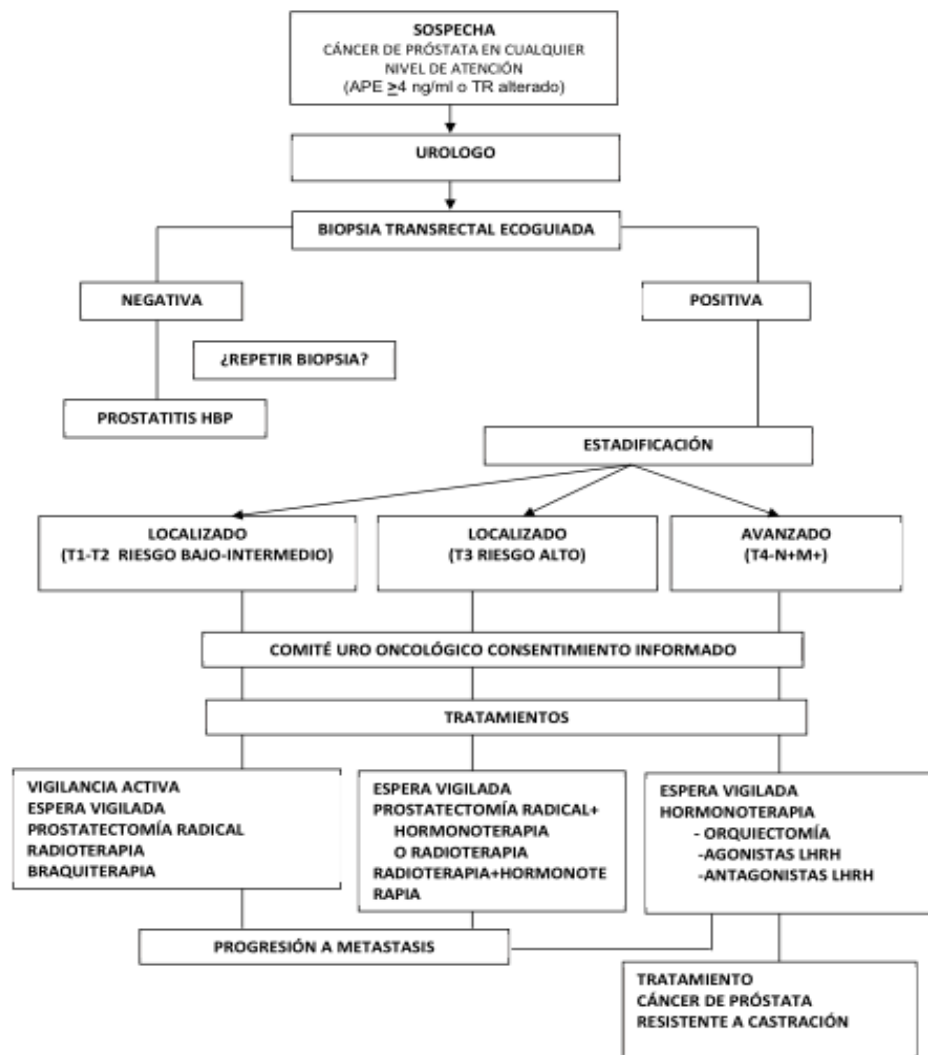 SOSPECHA
CÁNCER DE PRÓSTATA EN CUALQUIER
NIVEL DE ATENCIÓN
(APE ≥4 ng/ml o TR alterado)
UROLOGO
BIOPSIA TRANSRECTAL ECOGUIADA
NEGATIVA
POSITIVA
¿REPETIR BIOPSIA?
PROSTATITIS HBP
ESTADIFICACIÓN
LOCALIZADO
(T1-T2 RIESGO BAJO-INTERMEDIO)
LOCALIZADO
(T3 RIESGO ALTO)
AVANZADO
(T4-N+M+)
COMITÉ URO ONCOLÓGICO CONSENTIMIENTO INFORMADO
TRATAMIENTOS
VIGILANCIA ACTIVA
ESPERA VIGILADA
PROSTATECTOMÍA RADICAL
RADIOTERAPIA
BRAQUITERAPIA
ESPERA VIGILADA
PROSTATECTOMÍA RADICAL+
HORMONOTERAPIA
O RADIOTERAPIA
RADIOTERAPIA+HORMONOTE
RAPIA
ESPERA VIGILADA
HORMONOTERAPIA
- ORQUIECTOMÍA
-AGONISTAS LHRH
-ANTAGONISTAS LHRH
PROGRESIÓN A METASTASIS
TRATAMIENTO
CÁNCER DE PRÓSTATA
RESISTENTE A CASTRACIÓN